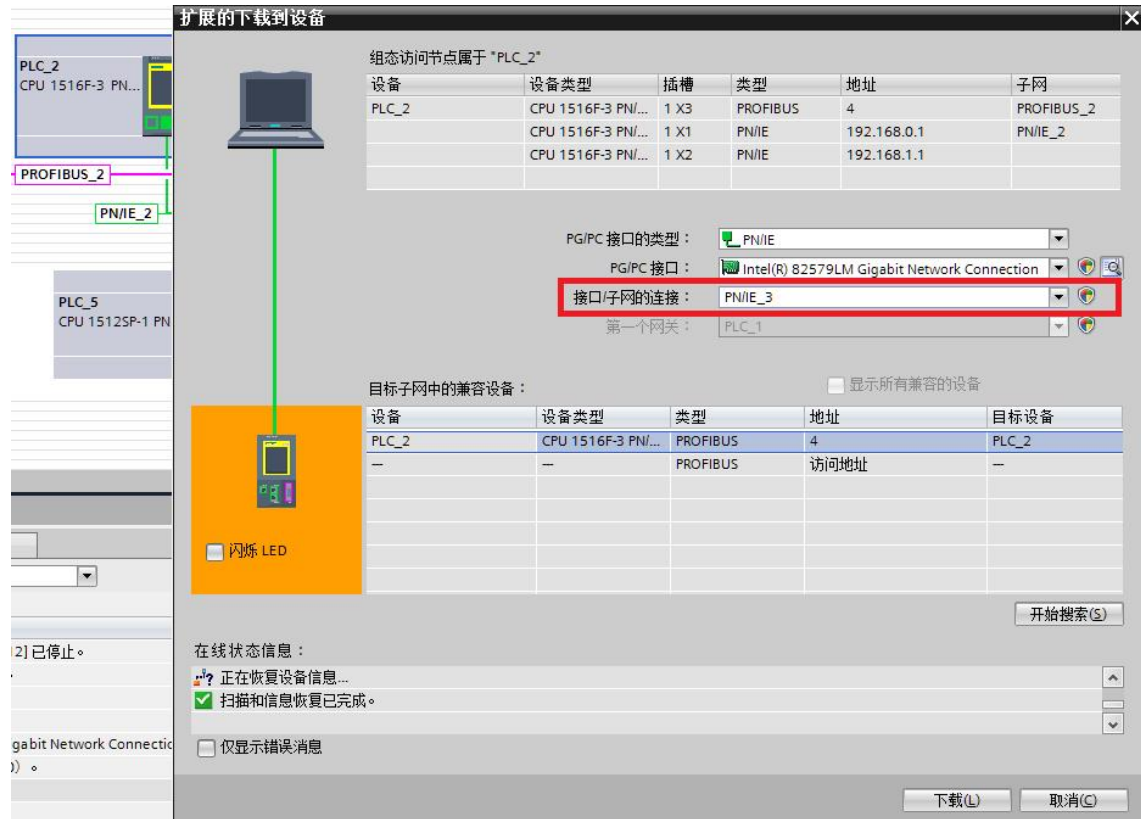 扩展的下载到设备
PLC_2
CPU 1516F-3 PN...
PROFIBUS_2
PN/IE_2
PLC_5
CPU 1512SP-1 PN
组态访问节点属于 "PLC_2"
设备 设备类型 插槽 类型 地址 子网
PLC_2 CPU 1516F-3 PN/... 1 X3 PROFIBUS 4 PROFIBUS_2
CPU 1516F-3 PN/... 1 X1 PN/IE 192.168.0.1 PN/IE_2
CPU 1516F-3 PN/... 1 X2 PN/IE 192.168.1.1
PG/PC 接口的类型： PN/IE
PG/PC 接口： Intel(R) 82579LM Gigabit Network Connection
接口/子网的连接： PN/IE_3
第一个网关： PLC_1
目标子网中的兼容设备：
显示所有兼容的设备
设备 设备类型 类型 地址 目标设备
PLC_2 CPU 1516F-3 PN/... PROFIBUS 4 PLC_2
— — PROFIBUS 访问地址 —
闪烁 LED
开始搜索(S)
12] 已停止。
gabit Network Connectic
)) 。
在线状态信息：
正在恢复设备信息...
扫描和信息恢复已完成。
仅显示错误消息
下载(L) 取消(C)